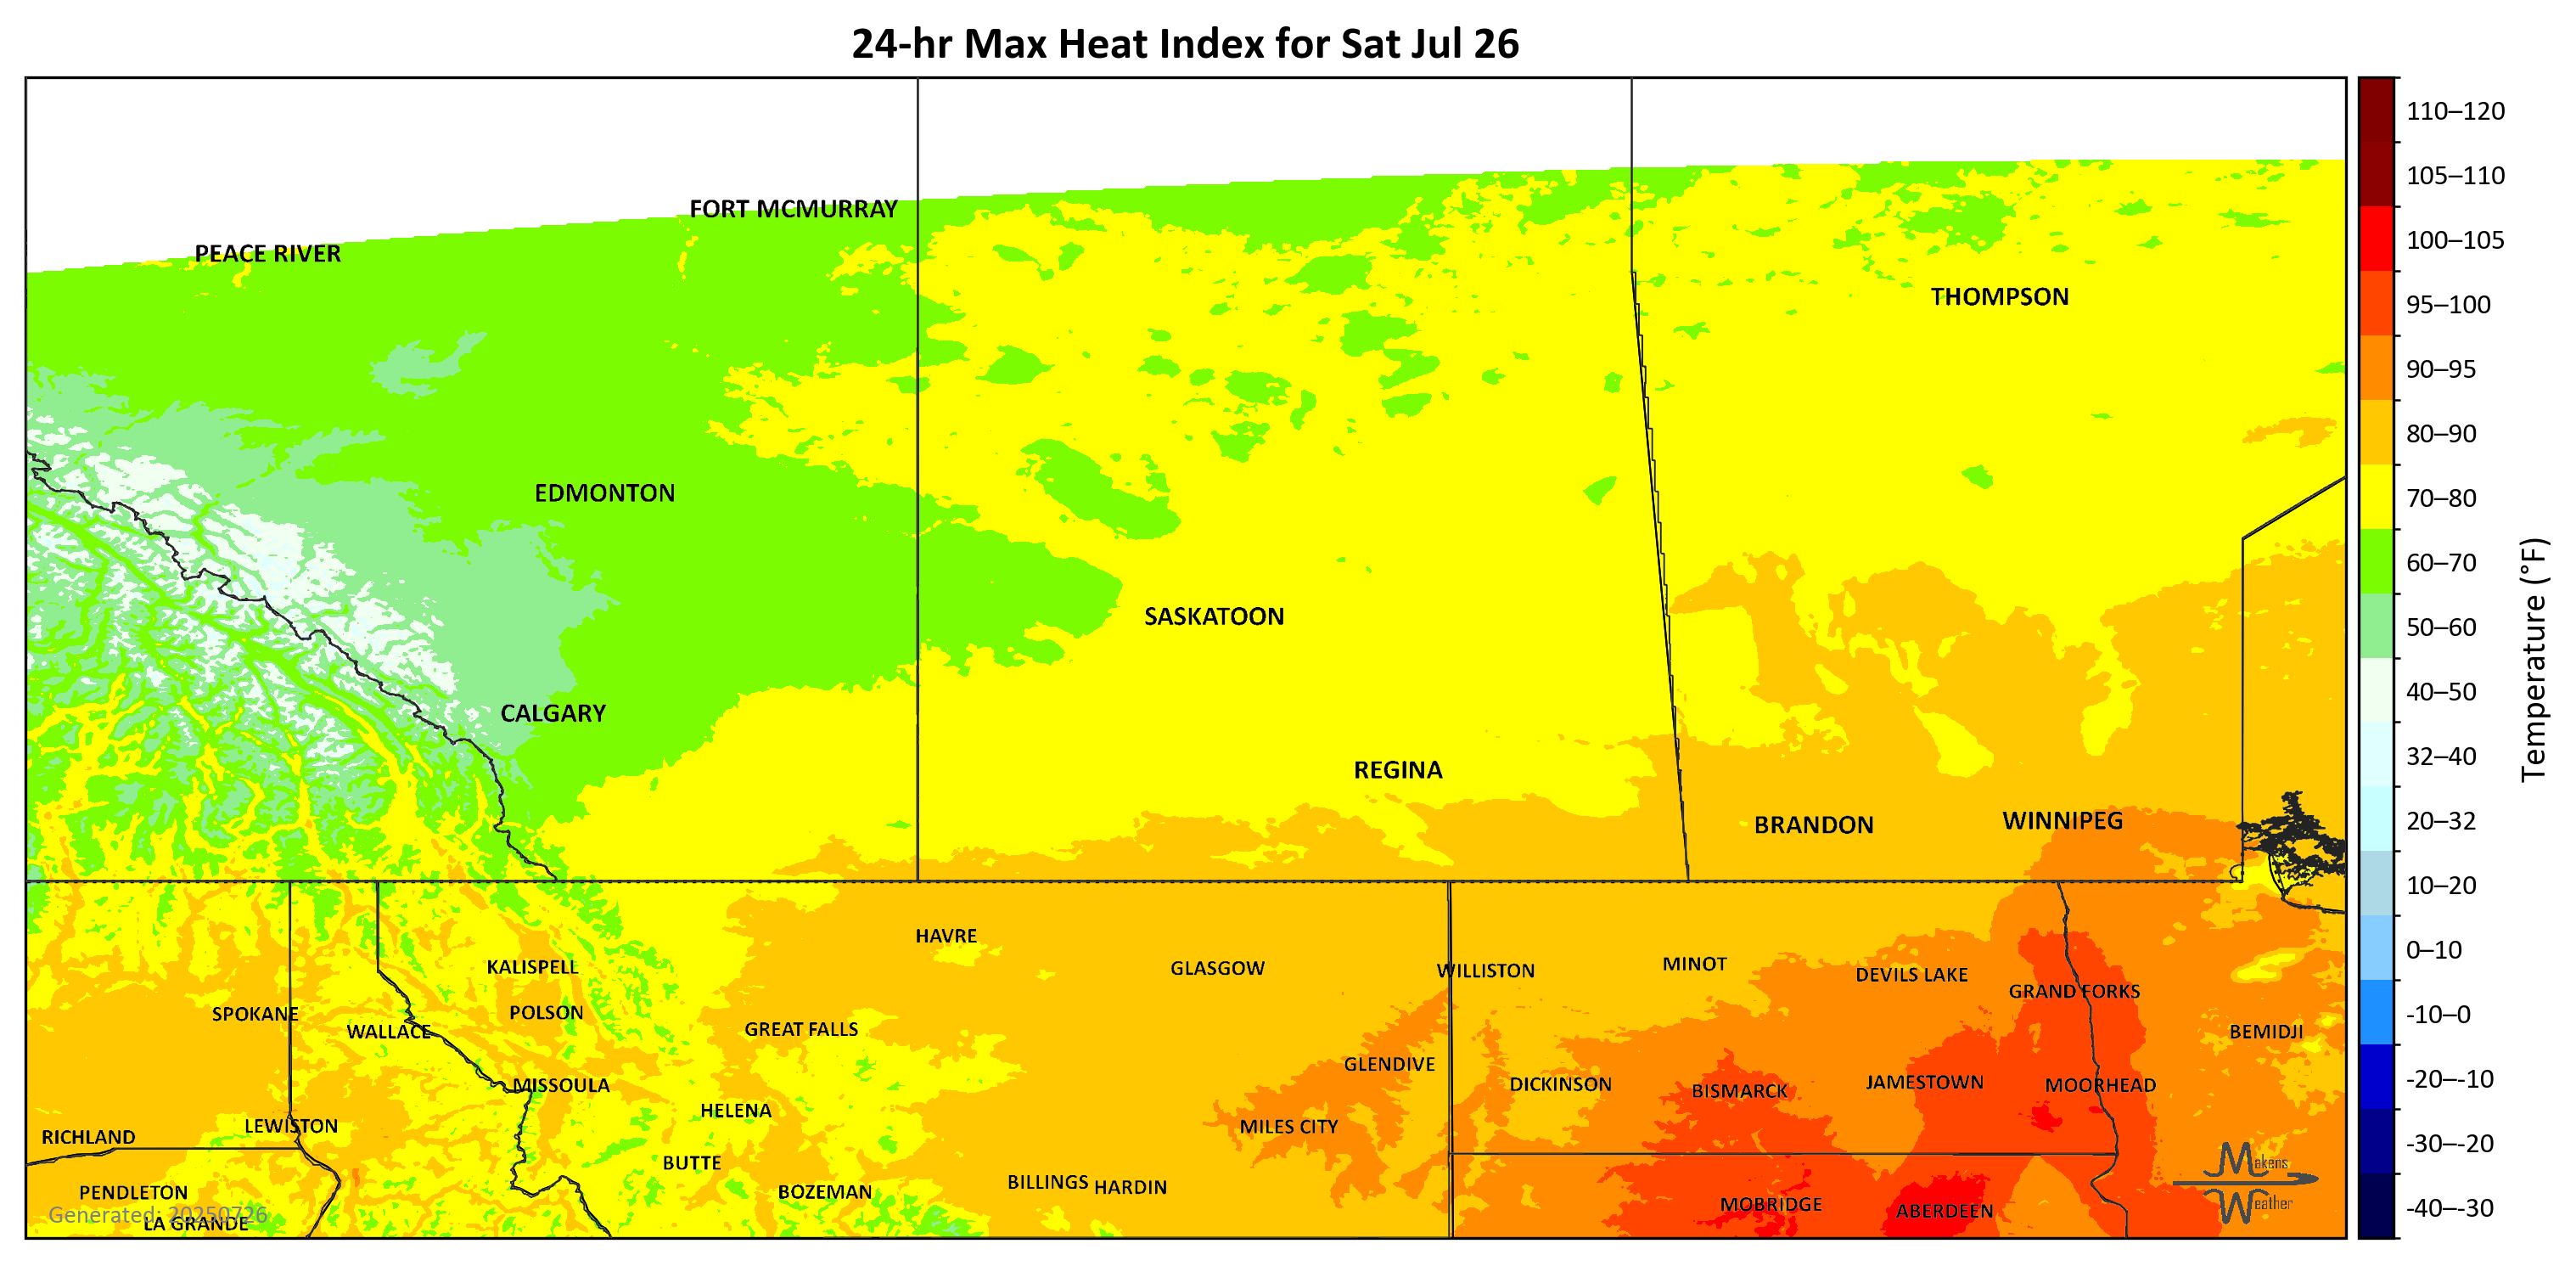 24-hr Max Heat Index for Sat Jul 26
110–120
105–110
FORT MCMURRAY
100–105
PEACE RIVER
THOMPSON
95–100
90–95
80–90
EDMONTON
70–80
60–70
SASKATOON
50–60
Temperature (°F)
CALGARY
40–50
REGINA
32–40
BRANDON
WINNIPEG
20–32
10–20
HAVRE
0–10
KALISPELL
GLASGOW
WILLISTON
MINOT
DEVILS LAKE
GRAND FORKS
SPOKANE
POLSON
-10–0
WALLACE
GREAT FALLS
BEMIDJI
GLENDIVE
-20–-10
MISSOULA
DICKINSON
BISMARCK
JAMESTOWN
MOORHEAD
HELENA
LEWISTON
MILES CITY
RICHLAND
-30–-20
BUTTE
Makens
Weather
PENDLETON
BOZEMAN
BILLINGS
HARDIN
MOBRIDGE
ABERDEEN
-40–-30
Generated: 20250726
LA GRANDE